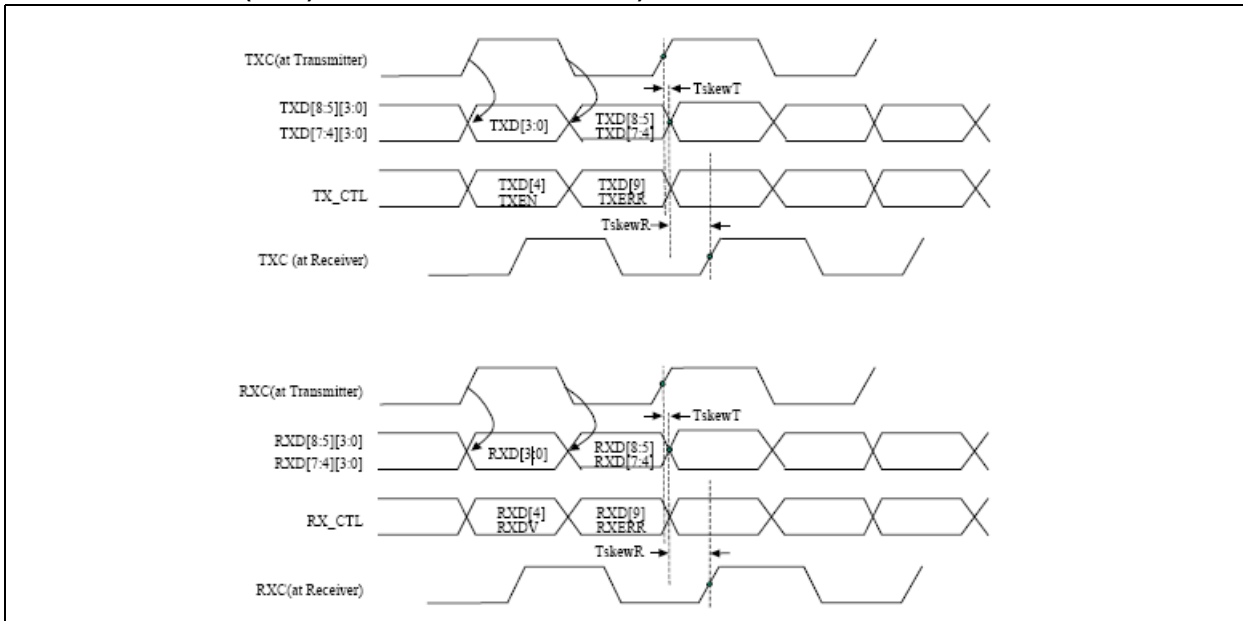 TXC(at Transmitter)
TskewT
TXD[8:5][3:0]
TXD[7:4][3:0]
TXD[3:0]
TXD[8:5]
TXD[7:4]
TX_CTL
TXD[4]
TXEN
TXD[9]
TXERR
TskewR
TXC (at Receiver)
RXC(at Transmitter)
TskewT
RXD[8:5][3:0]
RXD[7:4][3:0]
RXD[3:0]
RXD[8:5]
RXD[7:4]
RX_CTL
RXD[4]
RXDV
RXD[9]
RXERR
TskewR
RXC(at Receiver)